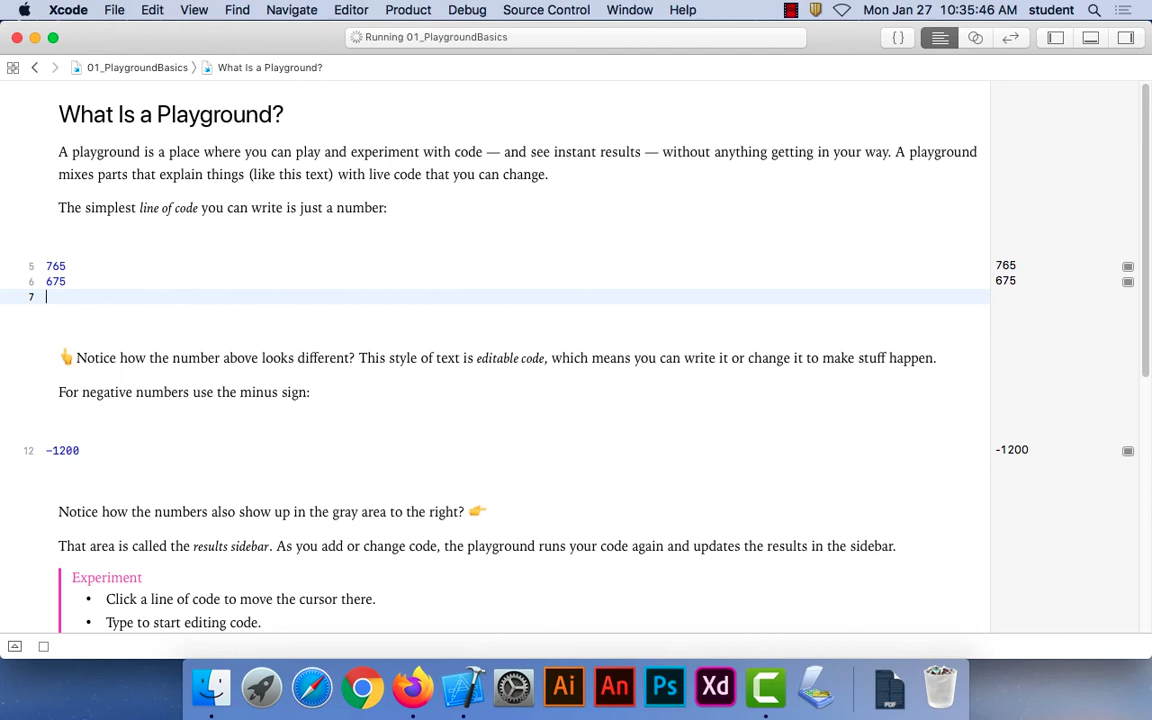 Xcode File Edit View Find Navigate Editor Product Debug Source Control Window Help Mon Jan 27 10:35:46 AM student
Running 01_PlaygroundBasics
{ }
01_PlaygroundBasics 〉 What Is a Playground?
What Is a Playground?
A playground is a place where you can play and experiment with code — and see instant results — without anything getting in your way. A playground
mixes parts that explain things (like this text) with live code that you can change.
The simplest line of code you can write is just a number:
5 765 765
6 675 675
7
👆Notice how the number above looks different? This style of text is editable code, which means you can write it or change it to make stuff happen.
For negative numbers use the minus sign:
12 -1200 -1200
Notice how the numbers also show up in the gray area to the right? 👉
That area is called the results sidebar. As you add or change code, the playground runs your code again and updates the results in the sidebar.
Experiment
• Click a line of code to move the cursor there.
• Type to start editing code.
Ai An Ps Xd C PDF